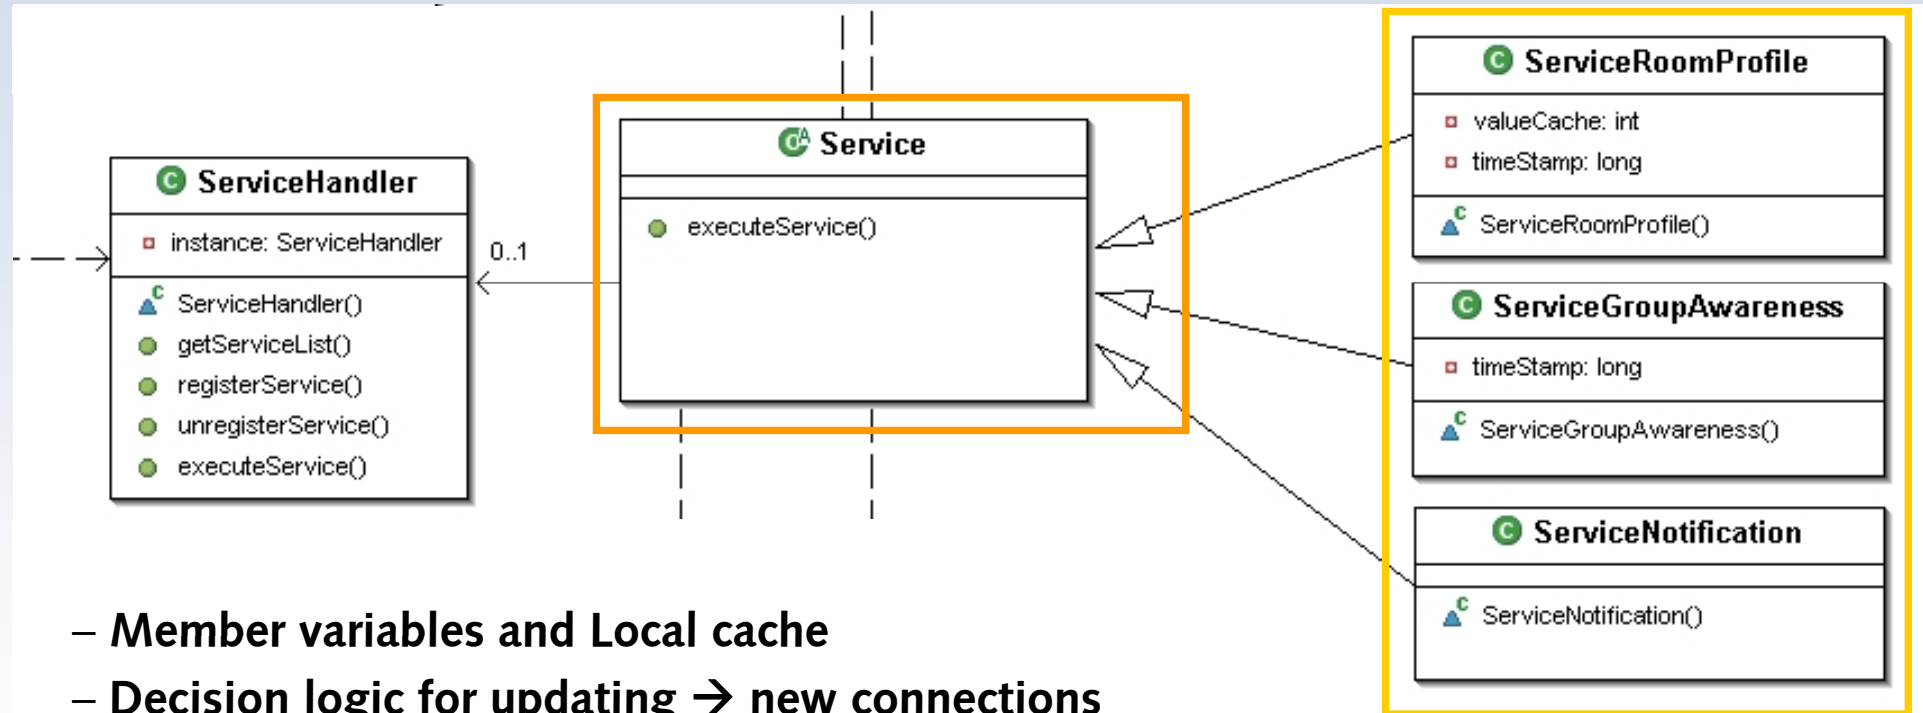 ServiceHandler
instance: ServiceHandler
ServiceHandler()
getServiceList()
registerService()
unregisterService()
executeService()
0..1
Service
executeService()
ServiceRoomProfile
valueCache: int
timeStamp: long
ServiceRoomProfile()
ServiceGroupAwareness
timeStamp: long
ServiceGroupAwareness()
ServiceNotification
ServiceNotification()
– Member variables and Local cache
– Decision logic for updating → new connections